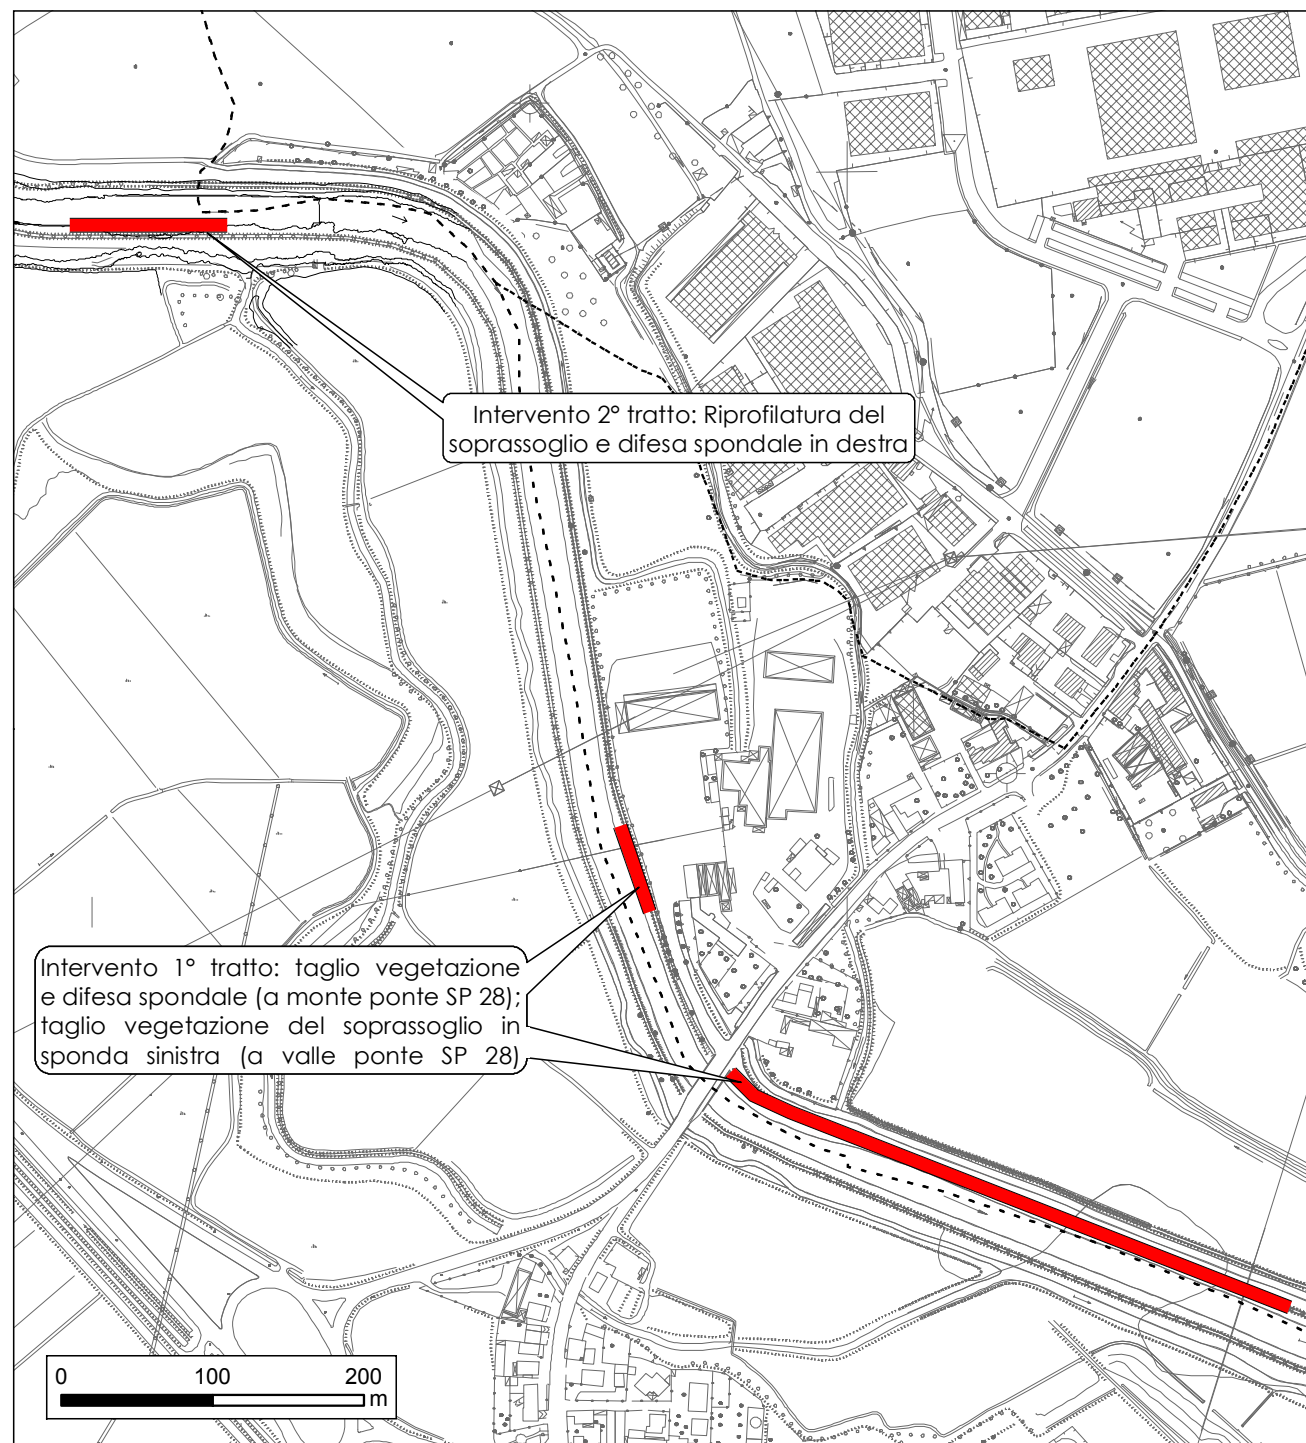 Intervento 2° tratto: Riprofilatura del
soprassoglio e difesa spondale in destra
Intervento 1° tratto: taglio vegetazione
e difesa spondale (a monte ponte SP 28);
taglio vegetazione del soprassoglio in
sponda sinistra (a valle ponte SP 28)
0 100 200
m